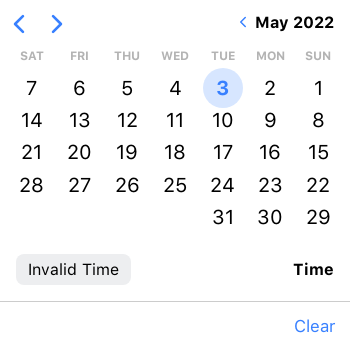 May 2022
SAT FRI THU WED TUE MON SUN
7 6 5 4 3 2 1
14 13 12 11 10 9 8
21 20 19 18 17 16 15
28 27 26 25 24 23 22
31 30 29
Invalid Time Time
Clear